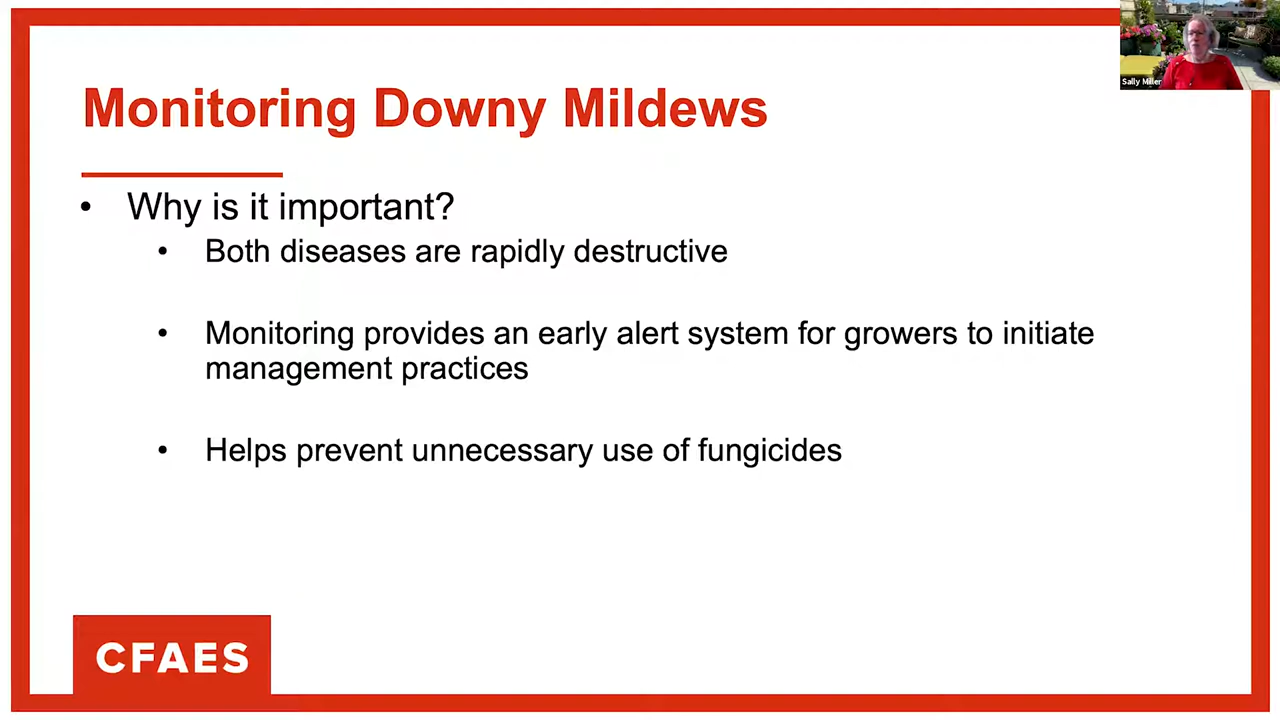 Monitoring Downy Mildews
Sally Miller
• Why is it important?
• Both diseases are rapidly destructive
• Monitoring provides an early alert system for growers to initiate
management practices
• Helps prevent unnecessary use of fungicides
CFAES